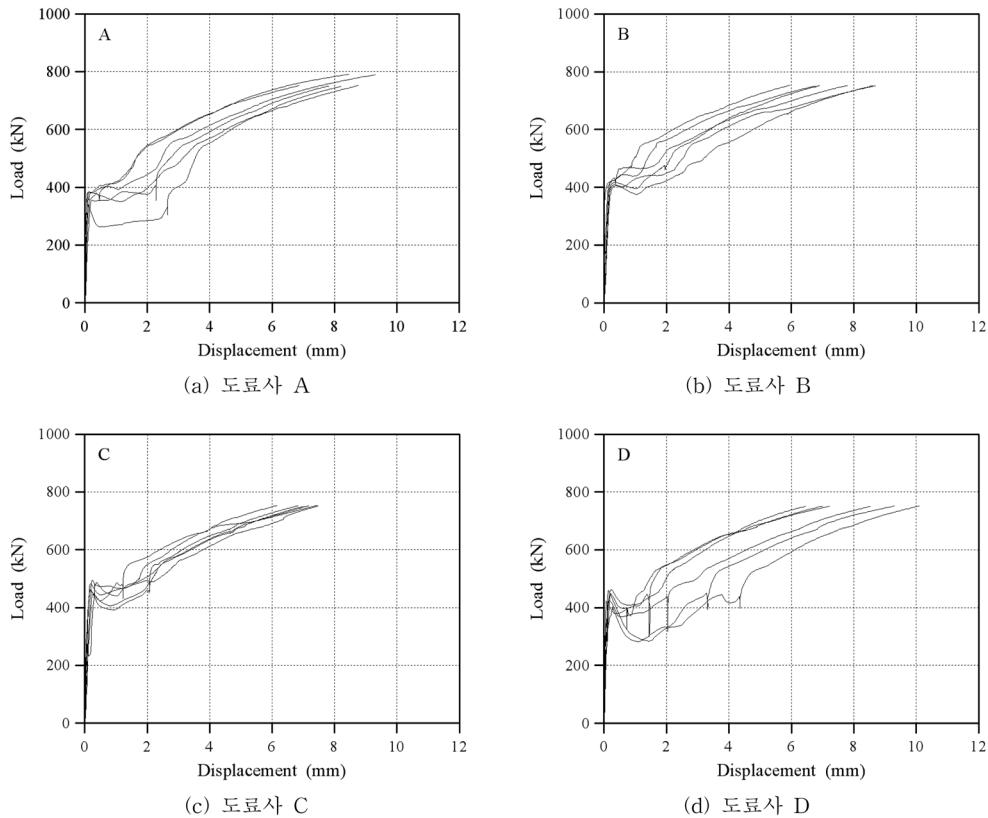 1000
800
600
400
200
0
Load (kN)
A
0 2 4 6 8 10 12
Displacement (mm)
(a) 도료사 A
1000
800
600
400
200
0
Load (kN)
B
0 2 4 6 8 10 12
Displacement (mm)
(b) 도료사 B
1000
800
600
400
200
0
Load (kN)
C
0 2 4 6 8 10 12
Displacement (mm)
(c) 도료사 C
1000
800
600
400
200
0
Load (kN)
D
0 2 4 6 8 10 12
Displacement (mm)
(d) 도료사 D